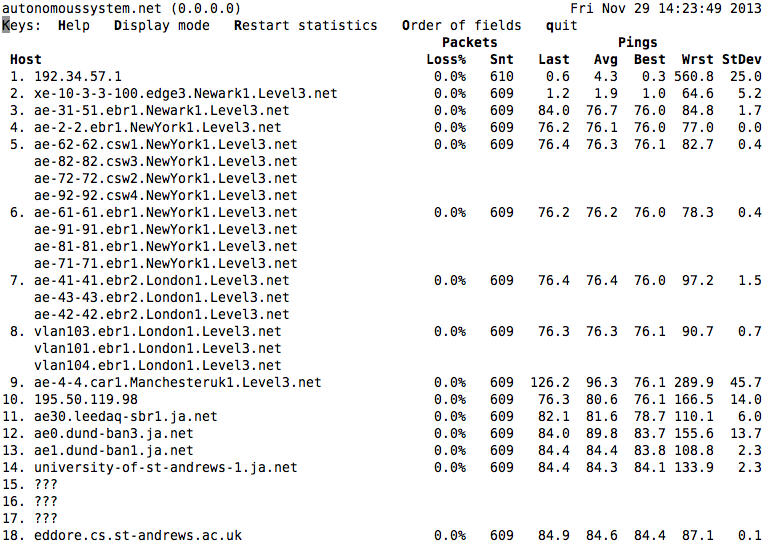 autonomoussystem.net (0.0.0.0) Fri Nov 29 14:23:49 2013
Keys: Help Display mode Restart statistics Order of fields quit
Packets Pings
Host Loss% Snt Last Avg Best Wrst StDev
1. 192.34.57.1 0.0% 610 0.6 4.3 0.3 560.8 25.0
2. xe-10-3-3-100.edge3.Newark1.Level3.net 0.0% 609 1.2 1.9 1.0 64.6 5.2
3. ae-31-51.ebr1.Newark1.Level3.net 0.0% 609 84.0 76.7 76.0 84.8 1.7
4. ae-2-2.ebr1.NewYork1.Level3.net 0.0% 609 76.2 76.1 76.0 77.0 0.0
5. ae-62-62.csw1.NewYork1.Level3.net 0.0% 609 76.4 76.3 76.1 82.7 0.4
ae-82-82.csw3.NewYork1.Level3.net
ae-72-72.csw2.NewYork1.Level3.net
ae-92-92.csw4.NewYork1.Level3.net
6. ae-61-61.ebr1.NewYork1.Level3.net 0.0% 609 76.2 76.2 76.0 78.3 0.4
ae-91-91.ebr1.NewYork1.Level3.net
ae-81-81.ebr1.NewYork1.Level3.net
ae-71-71.ebr1.NewYork1.Level3.net
7. ae-41-41.ebr2.London1.Level3.net 0.0% 609 76.4 76.4 76.0 97.2 1.5
ae-43-43.ebr2.London1.Level3.net
ae-42-42.ebr2.London1.Level3.net
8. vlan103.ebr1.London1.Level3.net 0.0% 609 76.3 76.3 76.1 90.7 0.7
vlan101.ebr1.London1.Level3.net
vlan104.ebr1.London1.Level3.net
9. ae-4-4.car1.Manchesteruk1.Level3.net 0.0% 609 126.2 96.3 76.1 289.9 45.7
10. 195.50.119.98 0.0% 609 76.3 80.6 76.1 166.5 14.0
11. ae30.leedaq-sbr1.ja.net 0.0% 609 82.1 81.6 78.7 110.1 6.0
12. ae0.dund-ban3.ja.net 0.0% 609 84.0 89.8 83.7 155.6 13.7
13. ae1.dund-ban1.ja.net 0.0% 609 84.4 84.4 83.8 108.8 2.3
14. university-of-st-andrews-1.ja.net 0.0% 609 84.4 84.3 84.1 133.9 2.3
15. ???
16. ???
17. ???
18. eddore.cs.st-andrews.ac.uk 0.0% 609 84.9 84.6 84.4 87.1 0.1